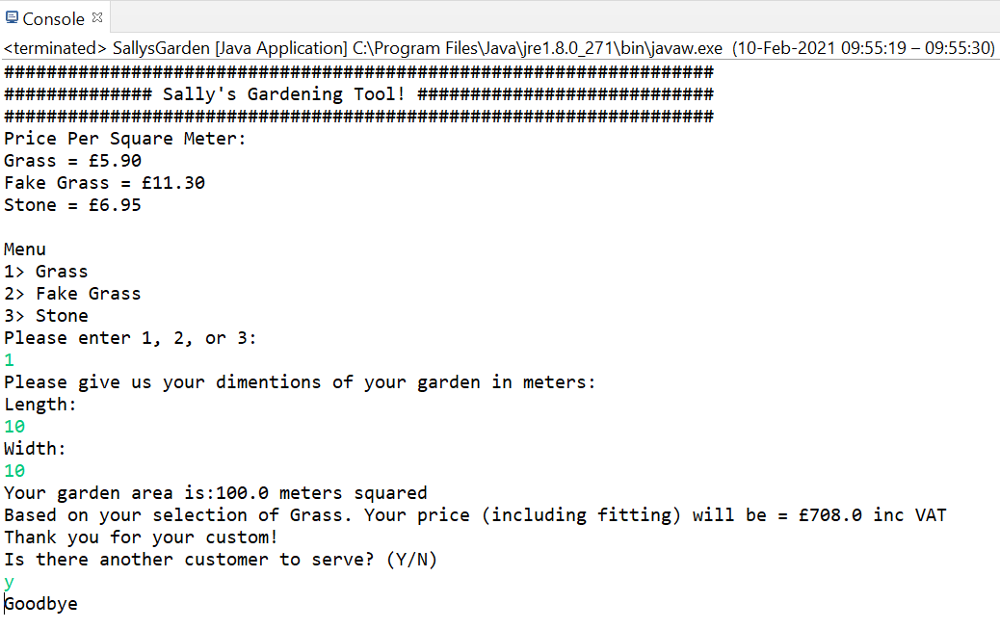 Console
<terminated> SallysGarden [Java Application] C:\Program Files\Java\jre1.8.0_271\bin\javaw.exe (10-Feb-2021 09:55:19 – 09:55:30)
###################################################################
############## Sally's Gardening Tool! ############################
###################################################################
Price Per Square Meter:
Grass = £5.90
Fake Grass = £11.30
Stone = £6.95

Menu
1> Grass
2> Fake Grass
3> Stone
Please enter 1, 2, or 3:
1
Please give us your dimentions of your garden in meters:
Length:
10
Width:
10
Your garden area is:100.0 meters squared
Based on your selection of Grass. Your price (including fitting) will be = £708.0 inc VAT
Thank you for your custom!
Is there another customer to serve? (Y/N)
y
Goodbye